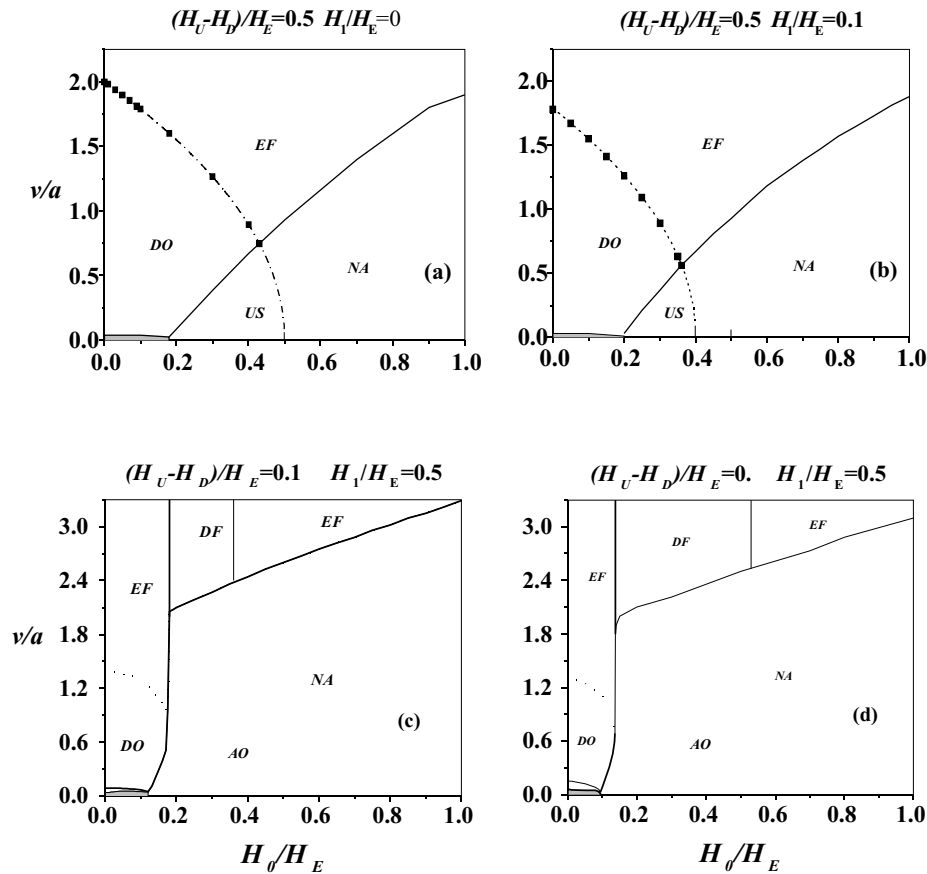 (H_U-H_D)/H_E=0.5 H_1/H_E=0
(H_U-H_D)/H_E=0.5 H_1/H_E=0.1
2.0
1.5
1.0
0.5
0.0
v/a
EF
DO
NA
US
(a)
0.0 0.2 0.4 0.6 0.8 1.0
2.0
1.5
1.0
0.5
0.0
EF
DO
NA
US
(b)
0.0 0.2 0.4 0.6 0.8 1.0
(H_U-H_D)/H_E=0.1 H_1/H_E=0.5
(H_U-H_D)/H_E=0. H_1/H_E=0.5
3.0
2.4
1.8
1.2
0.6
0.0
v/a
DF
EF
EF
NA
DO
AO
(c)
0.0 0.2 0.4 0.6 0.8 1.0
H_0/H_E
3.0
2.4
1.8
1.2
0.6
0.0
DF
EF
EF
NA
DO
AO
(d)
0.0 0.2 0.4 0.6 0.8 1.0
H_0/H_E